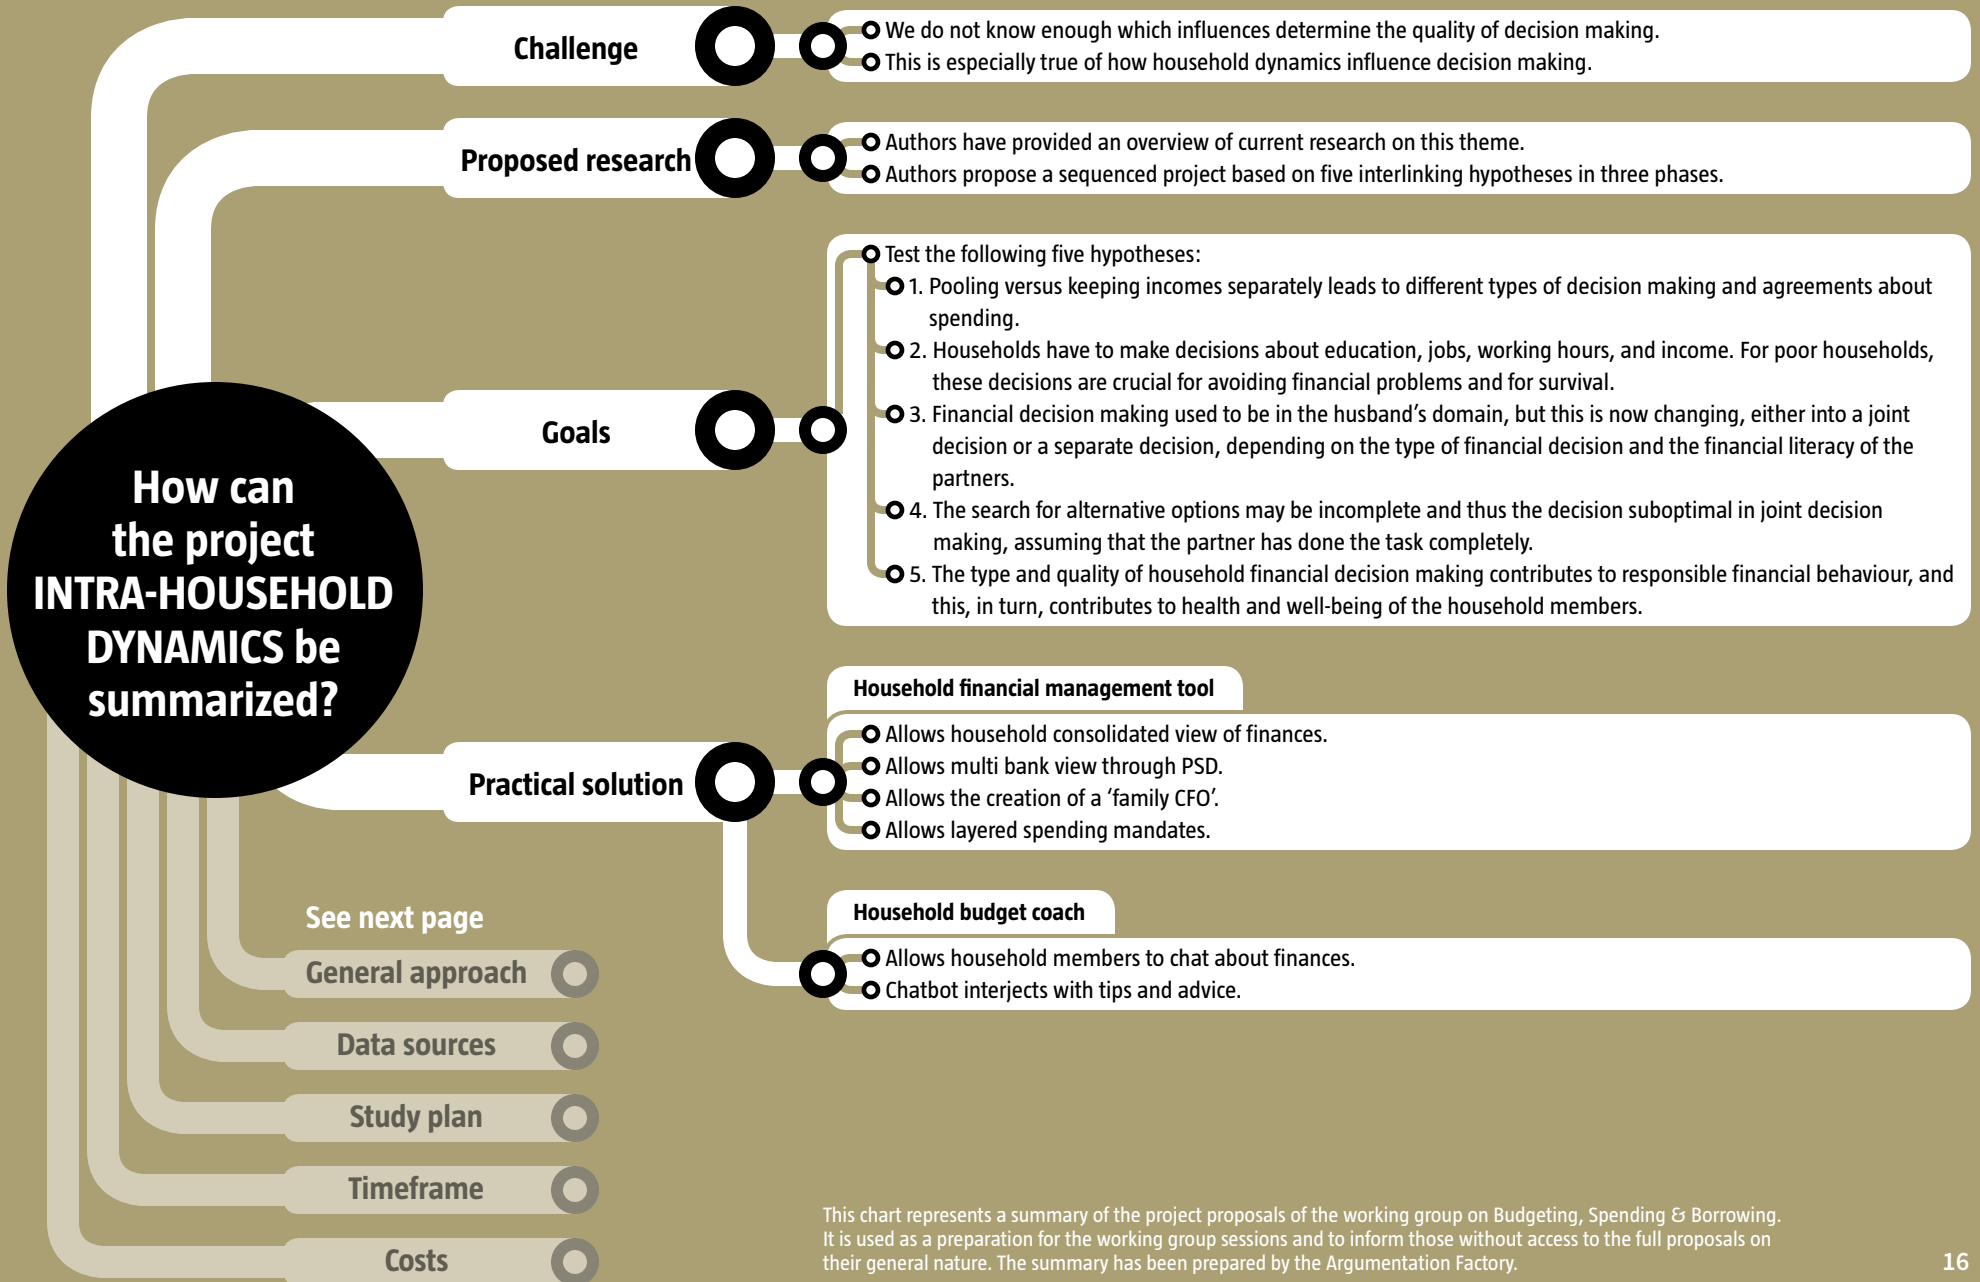 How can
the project
INTRA-HOUSEHOLD
DYNAMICS be
summarized?
Challenge
We do not know enough which influences determine the quality of decision making.
This is especially true of how household dynamics influence decision making.
Proposed research
Authors have provided an overview of current research on this theme.
Authors propose a sequenced project based on five interlinking hypotheses in three phases.
Goals
Test the following five hypotheses:
1. Pooling versus keeping incomes separately leads to different types of decision making and agreements about
spending.
2. Households have to make decisions about education, jobs, working hours, and income. For poor households,
these decisions are crucial for avoiding financial problems and for survival.
3. Financial decision making used to be in the husband’s domain, but this is now changing, either into a joint
decision or a separate decision, depending on the type of financial decision and the financial literacy of the
partners.
4. The search for alternative options may be incomplete and thus the decision suboptimal in joint decision
making, assuming that the partner has done the task completely.
5. The type and quality of household financial decision making contributes to responsible financial behaviour, and
this, in turn, contributes to health and well-being of the household members.
Practical solution
Household financial management tool
Allows household consolidated view of finances.
Allows multi bank view through PSD.
Allows the creation of a ‘family CFO’.
Allows layered spending mandates.
Household budget coach
Allows household members to chat about finances.
Chatbot interjects with tips and advice.
See next page
General approach
Data sources
Study plan
Timeframe
Costs
This chart represents a summary of the project proposals of the working group on Budgeting, Spending & Borrowing.
It is used as a preparation for the working group sessions and to inform those without access to the full proposals on
their general nature. The summary has been prepared by the Argumentation Factory.
16